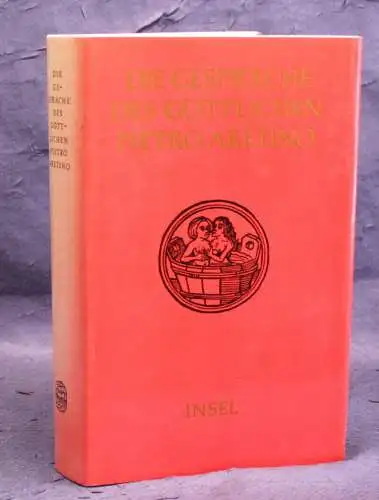 DIE
GE-
SPRÄCHE
DES
GÖTT-
LICHEN
PIETRO
ARETINO
DIE GESPRÄCHE
DES GÖTTLICHEN
PIETRO ARETINO
INSEL